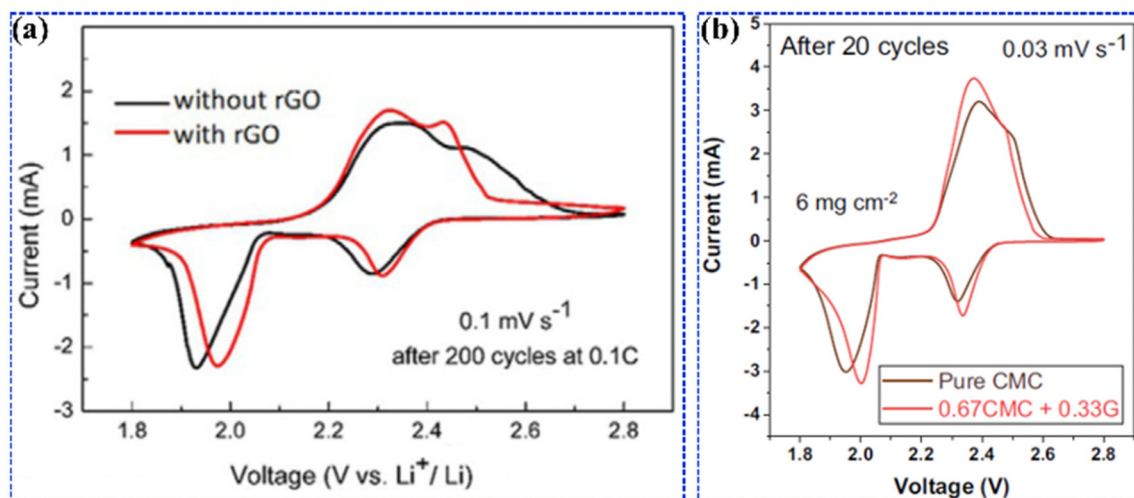 (a)
without rGO
with rGO
0.1 mV s⁻¹
after 200 cycles at 0.1C
Current (mA)
2
1
0
-1
-2
-3
1.8 2.0 2.2 2.4 2.6 2.8
Voltage (V vs. Li⁺/ Li)
(b)
After 20 cycles
0.03 mV s⁻¹
6 mg cm⁻²
Pure CMC
0.67CMC + 0.33G
Current (mA)
5
4
3
2
1
0
-1
-2
-3
-4
1.8 2.0 2.2 2.4 2.6 2.8
Voltage (V)